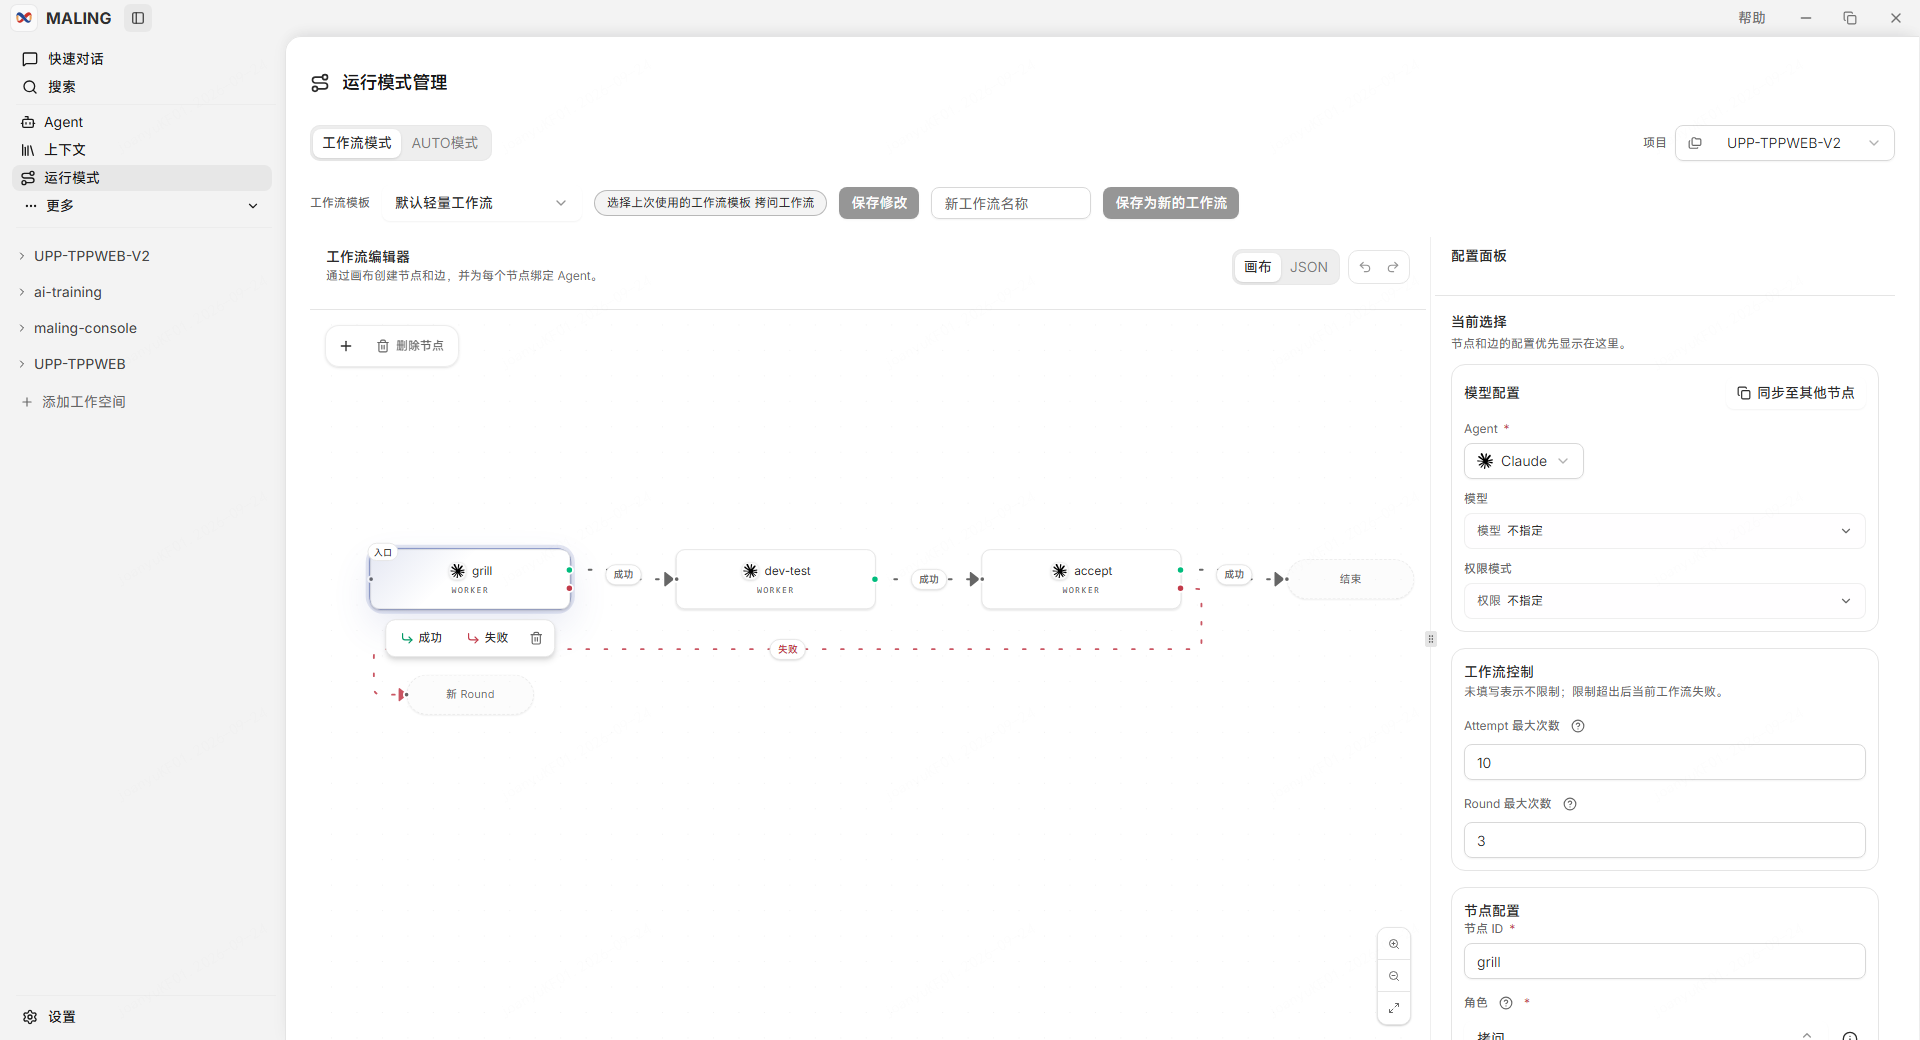 MALING
帮助
快速对话
搜索
Agent
上下文
运行模式
更多
UPP-TPPWEB-V2
ai-training
maling-console
UPP-TPPWEB
添加工作空间
设置
运行模式管理
工作流模式 AUTO模式
项目 UPP-TPPWEB-V2
工作流模板 默认轻量工作流 选择上次使用的工作流模板 拷问工作流 保存修改 新工作流名称 保存为新的工作流
工作流编辑器
通过画布创建节点和边，并为每个节点绑定 Agent。
画布 JSON
删除节点
入口
grill
WORKER
成功
dev-test
WORKER
成功
accept
WORKER
成功
结束
成功 失败
失败
新 Round
配置面板
当前选择
节点和边的配置优先显示在这里。
模型配置 同步至其他节点
Agent *
Claude
模型
模型 不指定
权限模式
权限 不指定
工作流控制
未填写表示不限制；限制超出后当前工作流失败。
Attempt 最大次数
10
Round 最大次数
3
节点配置
节点 ID *
grill
角色 *
拷问